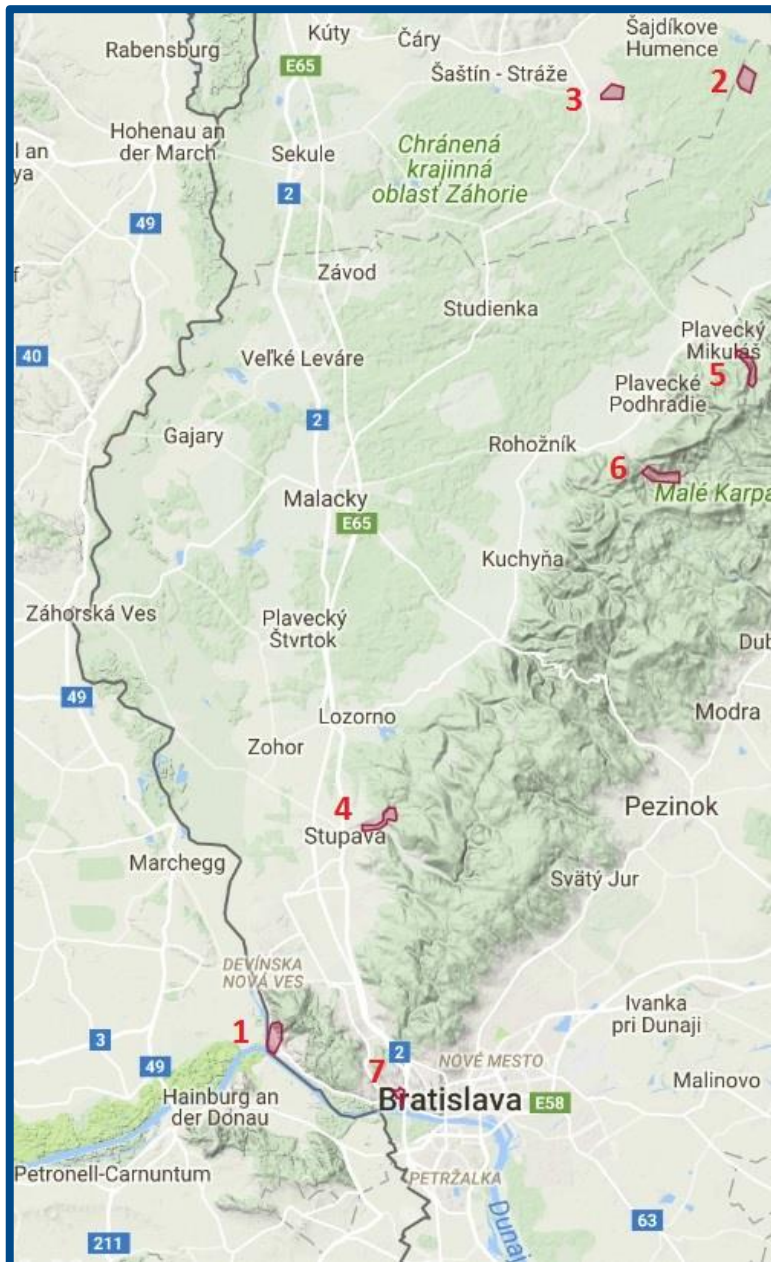 Kúty
Čáry
Šajdíkove
Humence
Rabensburg
E65
Šaštín - Stráže
3
2
Hohenau an
der March
Sekule
Chránená
krajinná
oblasť Záhorie
2
49
Závod
Studienka
Plavecký
Mikuláš
40
Veľké Leváre
5
Plavecké
Podhradie
2
Gajary
Rohožník
6
Malacky
Malé Karpa
E65
Kuchyňa
Záhorská Ves
Plavecký
Štvrtok
Dub
49
Lozorno
Modra
Zohor
4
Pezinok
Stupava
Marchegg
Svätý Jur
DEVÍNSKA
NOVÁ VES
Ivanka
pri Dunaji
1
3
2
NOVÉ MESTO
49
7
Malinovo
Hainburg an
der Donau
Bratislava
E58
Petronell-Carnuntum
PETRŽALKA
Dunaj
63
211